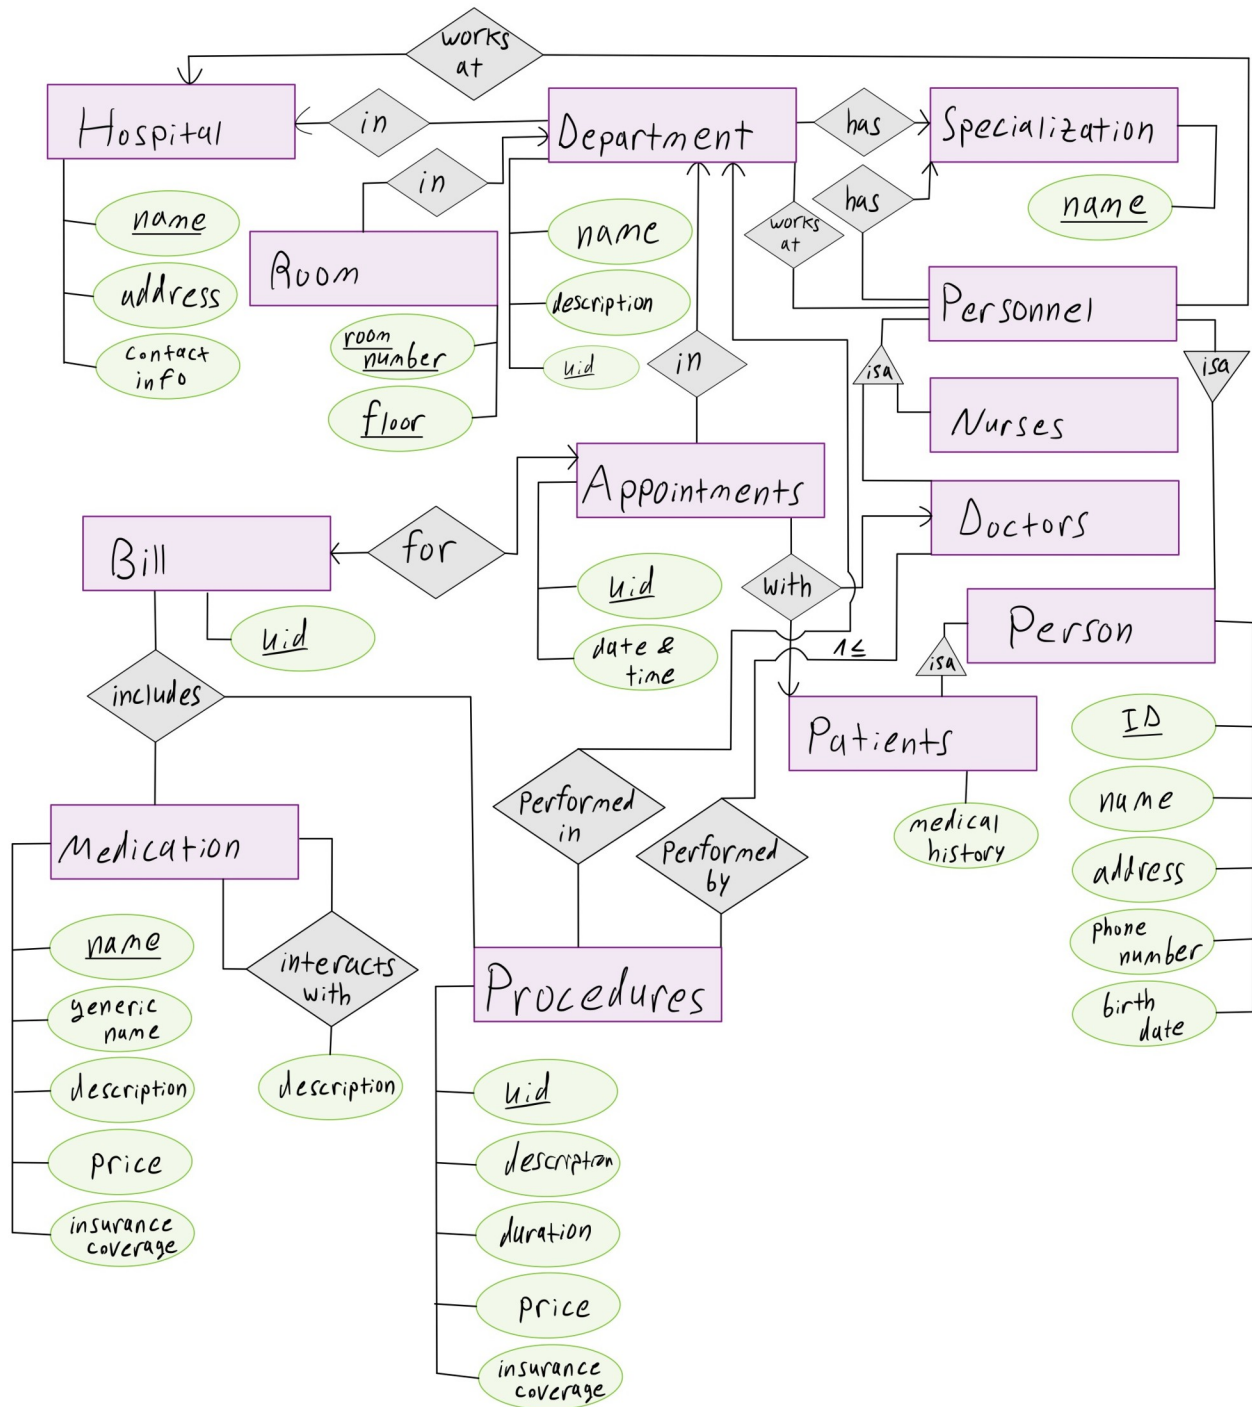 works
at
Hospital
in
Department
has
Specialization
name
address
contact
info
in
Room
room
number
floor
name
description
uid
works
at
has
name
Personnel
isa
isa
Nurses
in
Appointments
Doctors
Bill
for
uid
uid
date &
time
with
1≤
Person
isa
includes
Patients
medical
history
ID
name
address
phone
number
birth
date
Performed
in
Performed
by
Medication
name
generic
name
description
price
insurance
coverage
interacts
with
description
Procedures
uid
description
duration
price
insurance
coverage